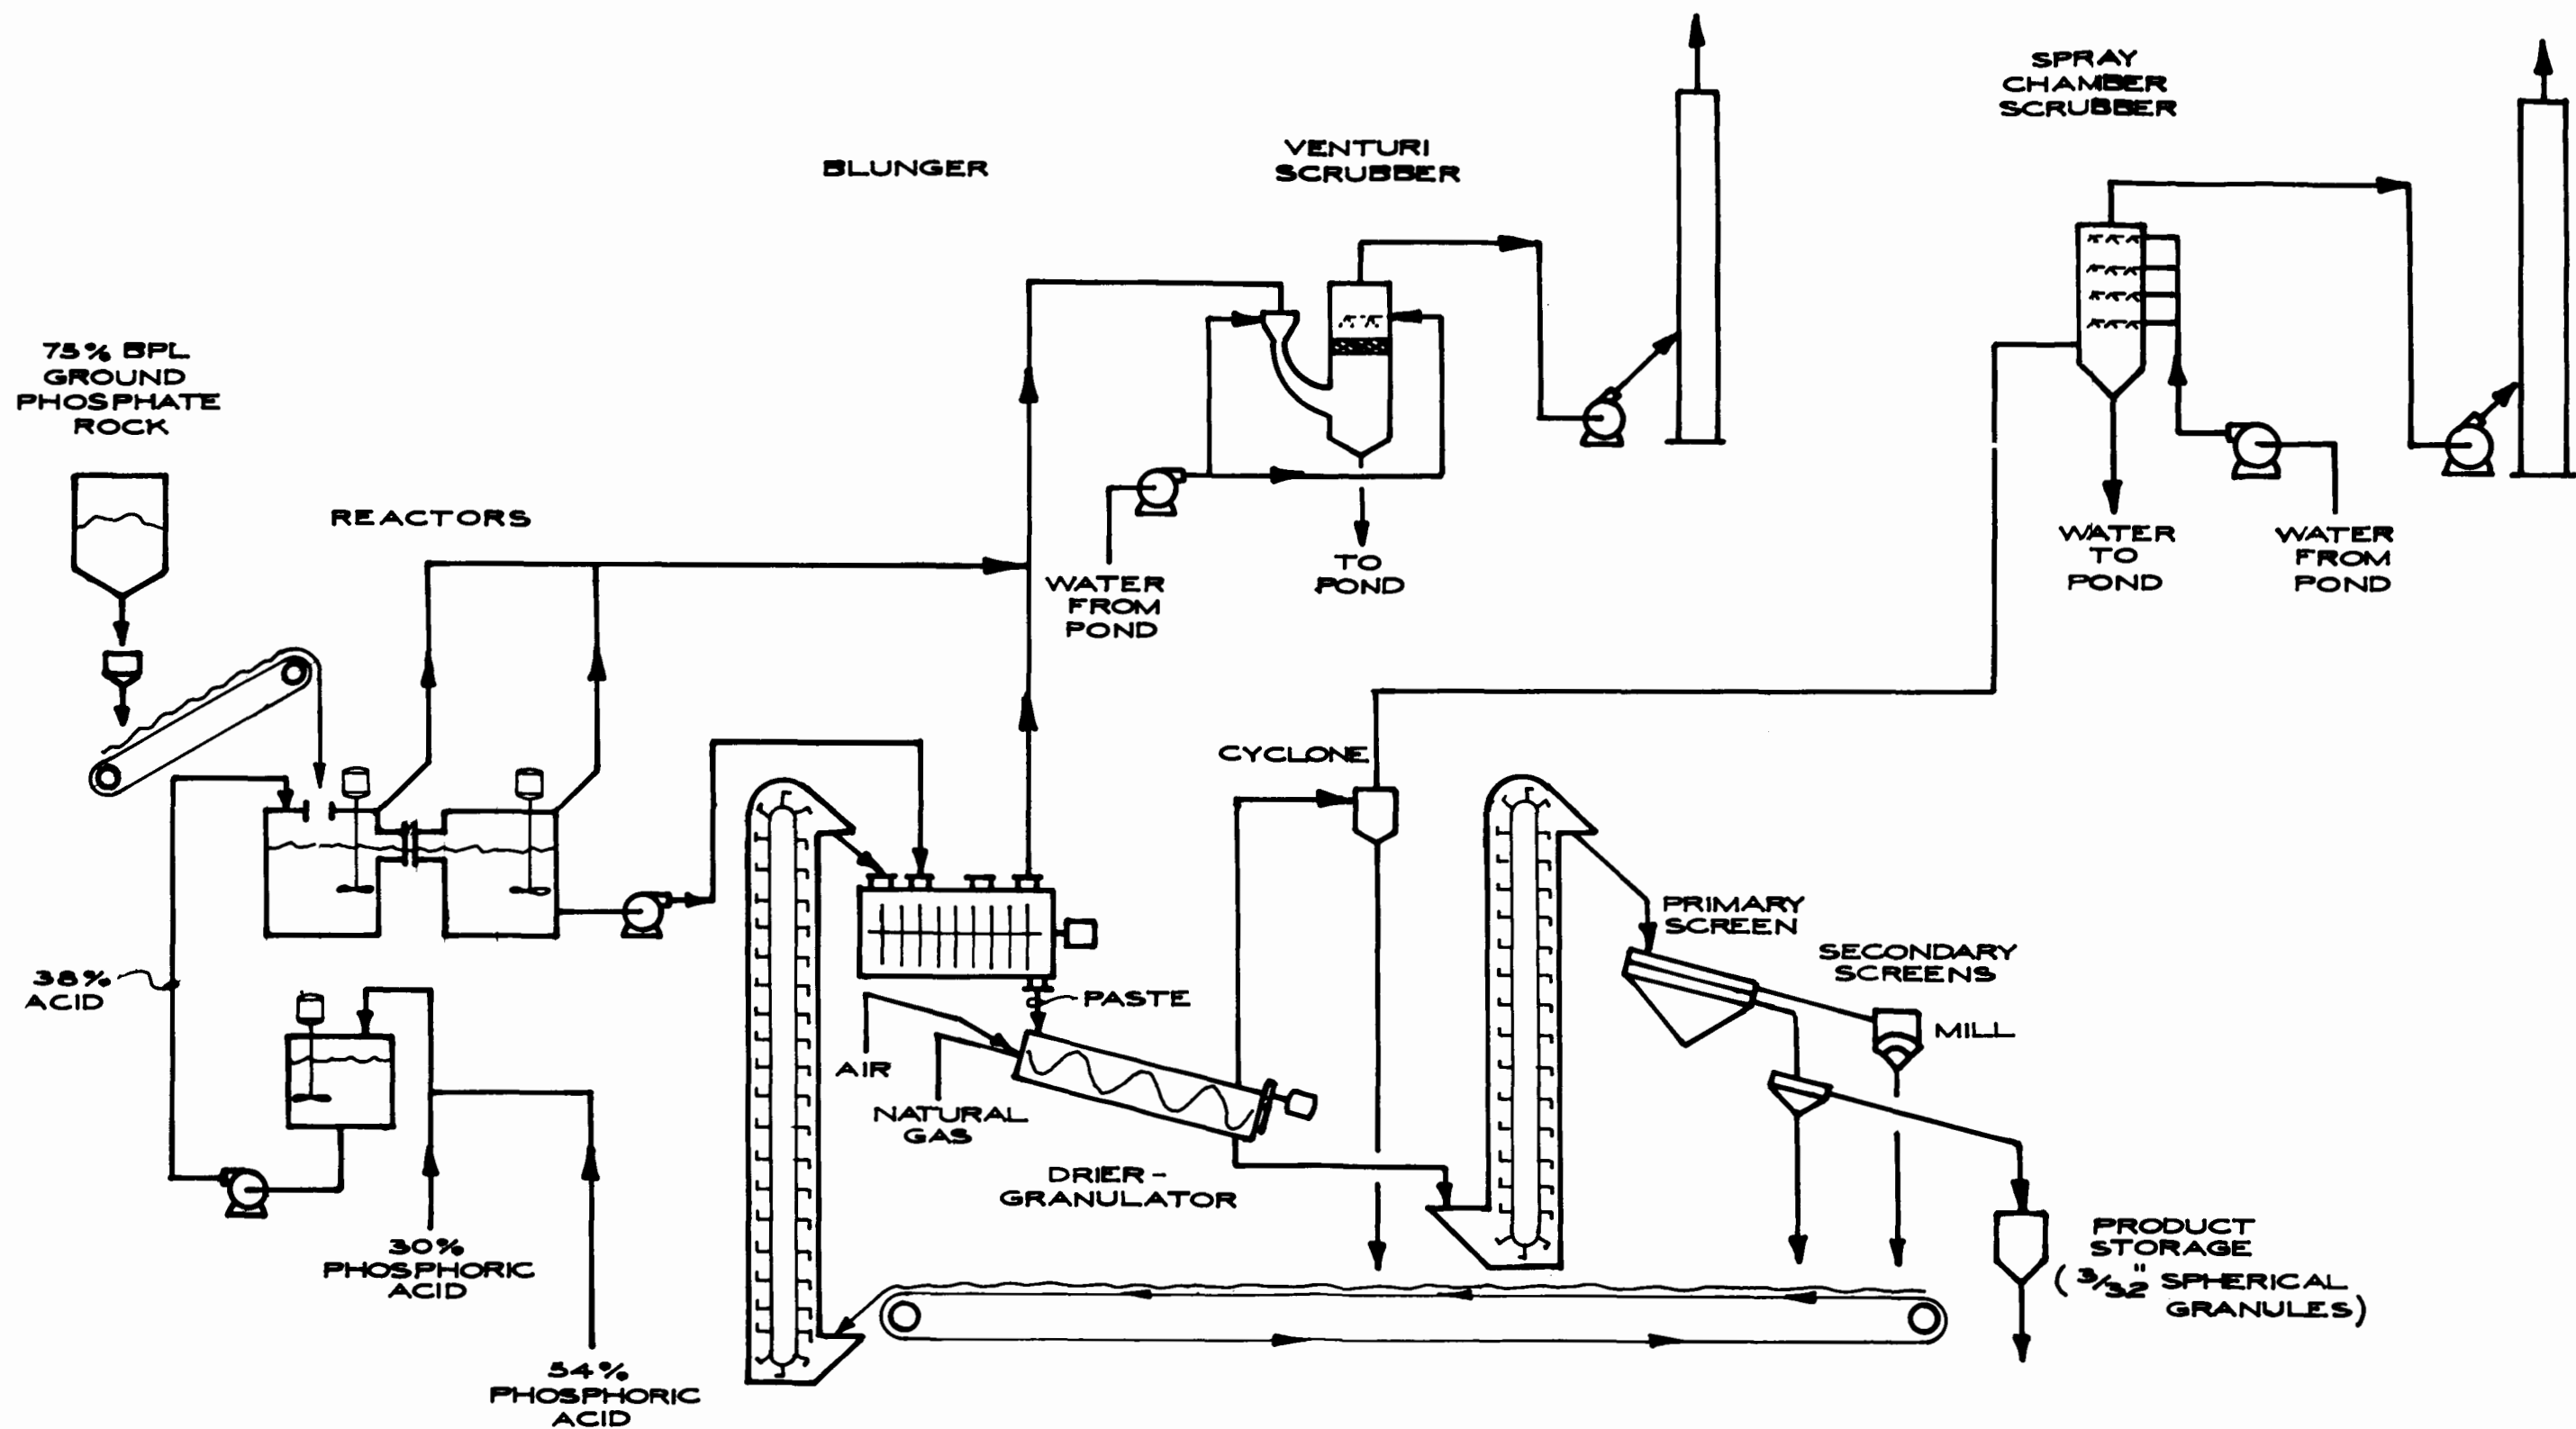 SPRAY
CHAMBER
SCRUBBER
BLUNGER
VENTURI
SCRUBBER
75% BPL
GROUND
PHOSPHATE
ROCK
REACTORS
WATER
FROM
POND
TO
POND
WATER
TO
POND
WATER
FROM
POND
CYCLONE
PRIMARY
SCREEN
SECONDARY
SCREENS
38%
ACID
PASTE
MILL
AIR
NATURAL
GAS
DRIER-
GRANULATOR
30%
PHOSPHORIC
ACID
PRODUCT
STORAGE
(3/32" SPHERICAL
GRANULES)
54%
PHOSPHORIC
ACID